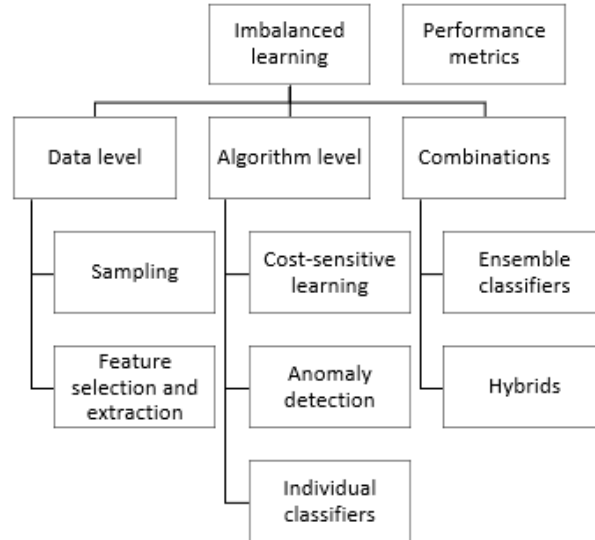 Imbalanced
learning
Performance
metrics
Data level
Algorithm level
Combinations
Sampling
Cost-sensitive
learning
Ensemble
classifiers
Feature
selection and
extraction
Anomaly
detection
Hybrids
Individual
classifiers